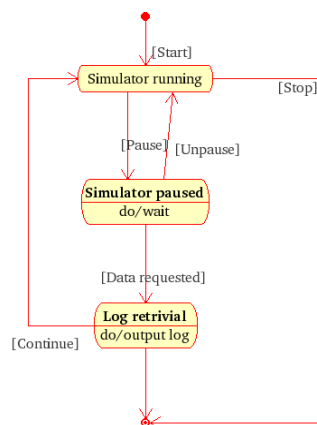 [Start]
Simulator running
[Stop]
[Pause]
[Unpause]
Simulator paused
do/wait
[Data requested]
Log retrivial
do/output log
[Continue]